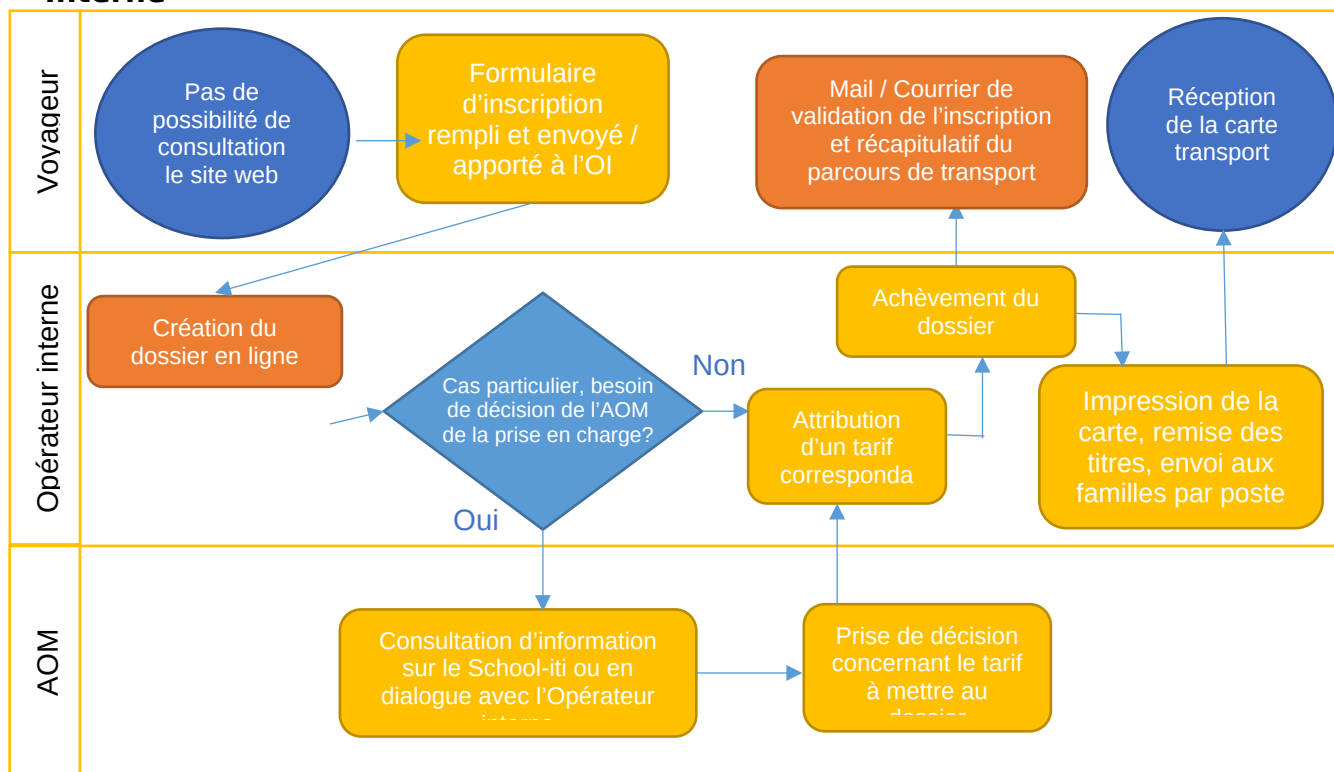 Voyageur
Pas de
possibilité de
consultation
le site web
Formulaire
d’inscription
rempli et envoyé /
apporté à l’OI
Mail / Courrier de
validation de l’inscription
et récapitulatif du
parcours de transport
Réception
de la carte
transport
Opérateur interne
Création du
dossier en ligne
Cas particulier, besoin
de décision de l’AOM
de la prise en charge?
Non
Oui
Attribution
d’un tarif
corresponda
Achèvement du
dossier
Impression de la
carte, remise des
titres, envoi aux
familles par poste
AOM
Consultation d’information
sur le School-iti ou en
dialogue avec l’Opérateur
Prise de décision
concernant le tarif
à mettre au